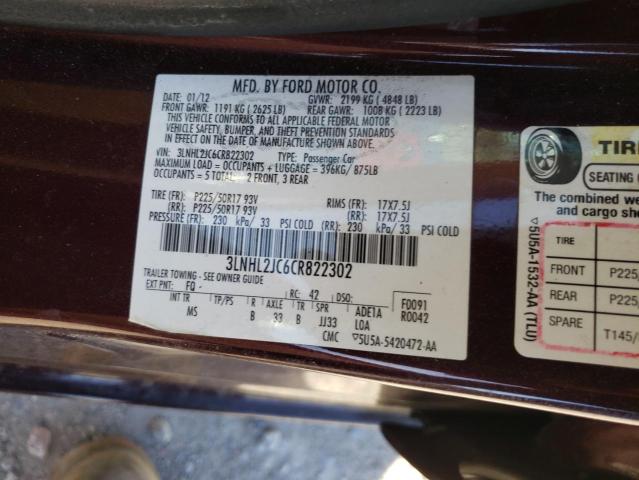 MFD. BY FORD MOTOR CO.
01/12 GVWR: 2199 KG ( 4848 LB)
FRONT GAWR: 1191 KG ( 2625 LB) REAR GAWR: 1008 KG ( 2223 LB)
THIS VEHICLE CONFORMS TO ALL APPLICABLE FEDERAL MOTOR
VEHICLE SAFETY, BUMPER, AND THEFT PREVENTION STANDARDS
IN EFFECT ON THE DATE OF MANUFACTURE SHOWN ABOVE
VEHICLE ID: 3LNHL2JC6CR822302 TYPE: Passenger Car
MAXIMUM LOAD = OCCUPANTS + LUGGAGE = 396KG/ 875LB
OCCUPANTS = 5 TOTAL, 2 FRONT, 3 REAR
TIRE (FR): P225/50R17 93V RIMS (FR): 17X7.5J
(RR): P225/50R17 93V (RR): 17X7.5J
PRESSURE (FR): 230 kPa/ 33 PSI COLD (RR): 230 kPa/ 33 PSI COLD
3LNHL2JC6CR822302
TRAILER TOWING - SEE OWNER GUIDE
EXT PNT: FQ RC: 42 DSO: F0091
INT TR TP/PS R AXLE TR SPR ADE1A R0042
MS B 33 B JJ33 LOA
CMC ▽5U5A-5420472-AA
▽5U5A-1532-AA (TLU)
TIRE
SEATING
The combined
and cargo
TIRE
FRONT P225
REAR P225
SPARE T145/